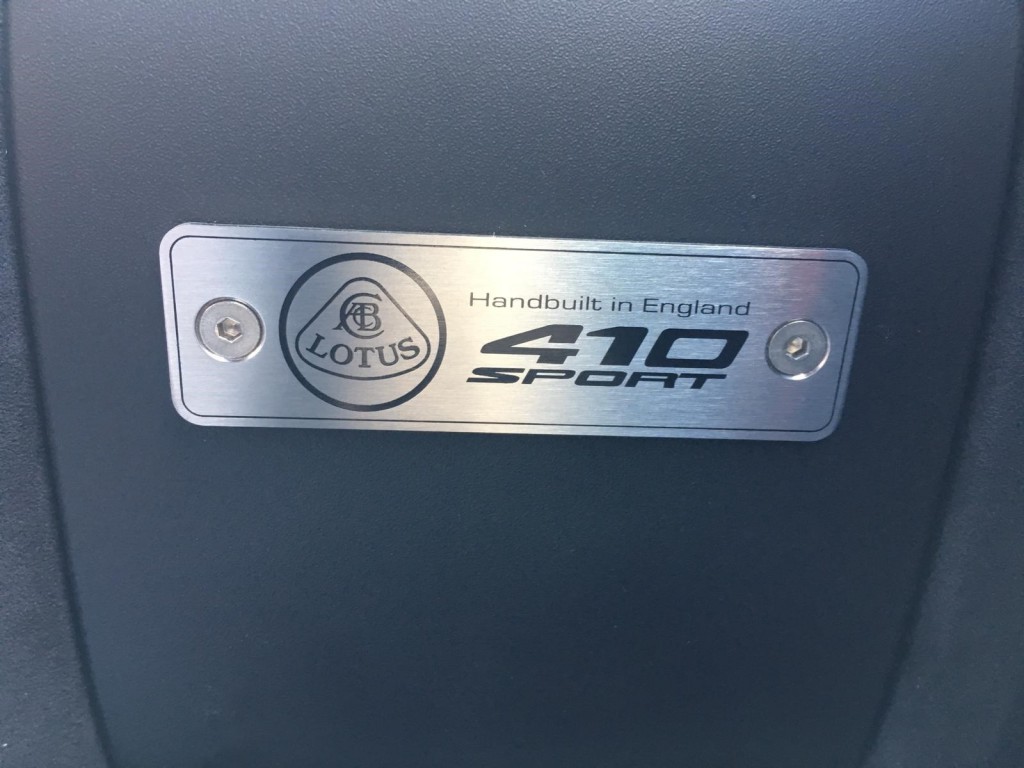 ACBC
LOTUS
Handbuilt in England
410
SPORT